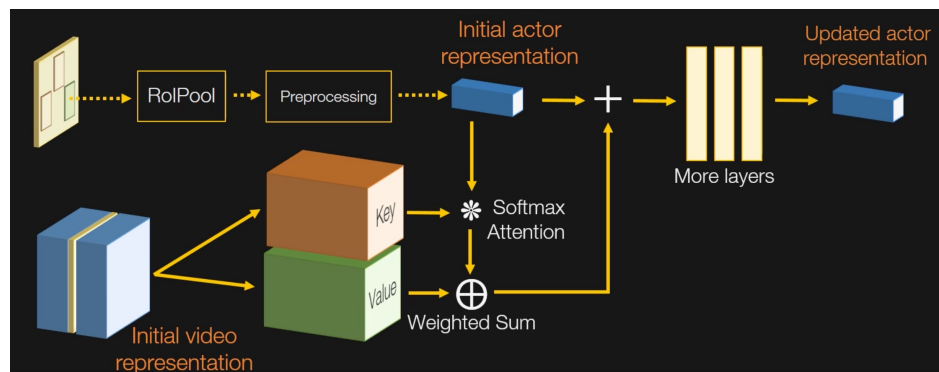 Initial actor
representation
Updated actor
representation
RoIPool
Preprocessing
More layers
Key
Softmax
Attention
Value
Weighted Sum
Initial video
representation